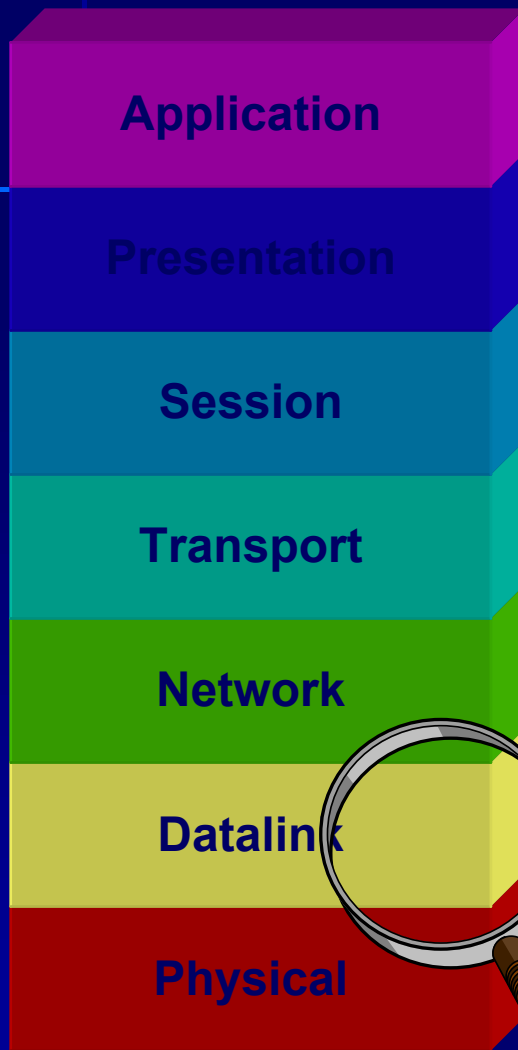 Application
Presentation
Session
Transport
Network
Datalink
Physical